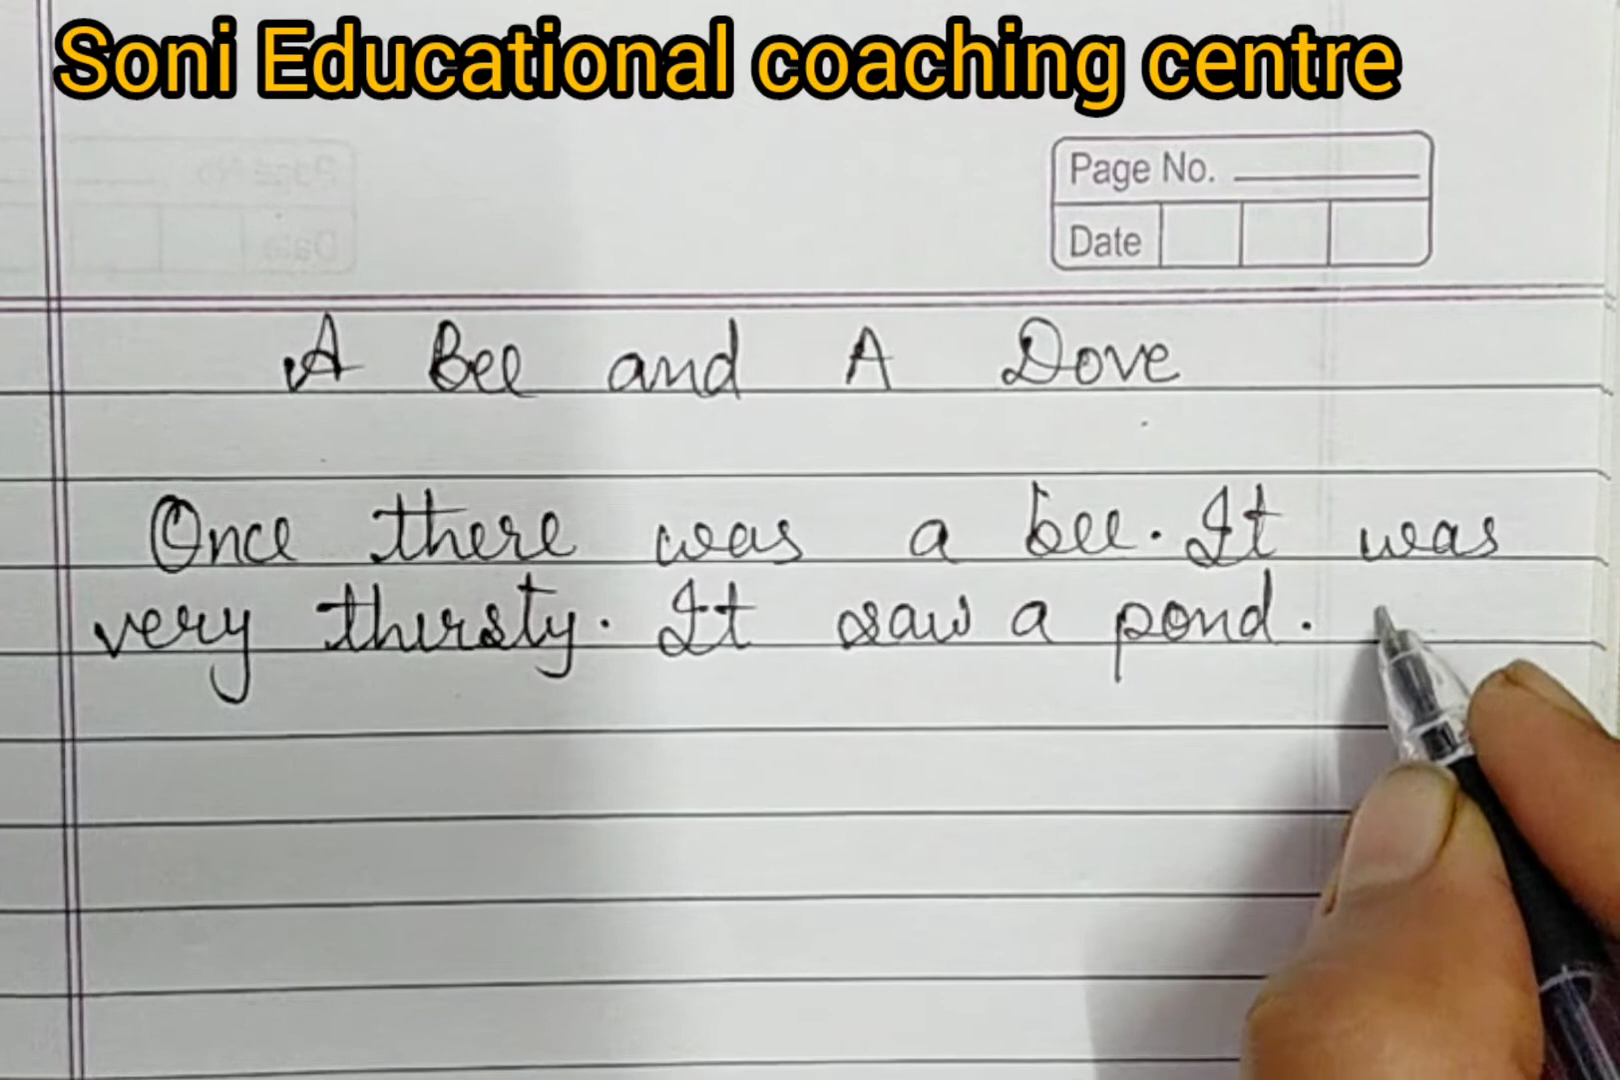 Soni Educational coaching centre
Page No.
Date
A Bee and A Dove
Once there was a bee. It was
very thirsty. It saw a pond.